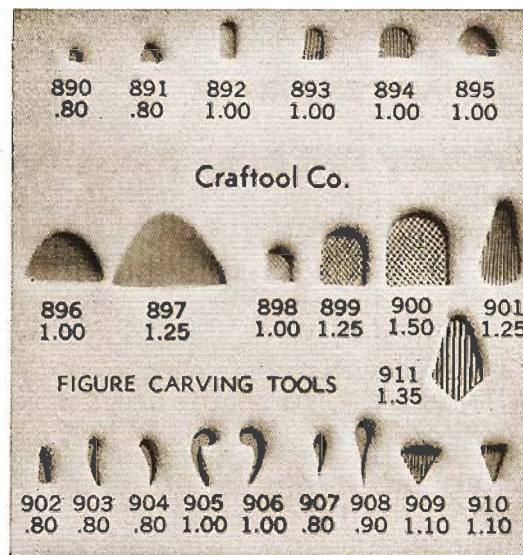 890 891 892 893 894 895
.80 .80 1.00 1.00 1.00 1.00
Craftool Co.
896 897 898 899 900 901
1.00 1.25 1.00 1.25 1.50 1.25
911
1.35
FIGURE CARVING TOOLS
902 903 904 905 906 907 908 909 910
.80 .80 .80 1.00 1.00 .80 .90 1.10 1.10